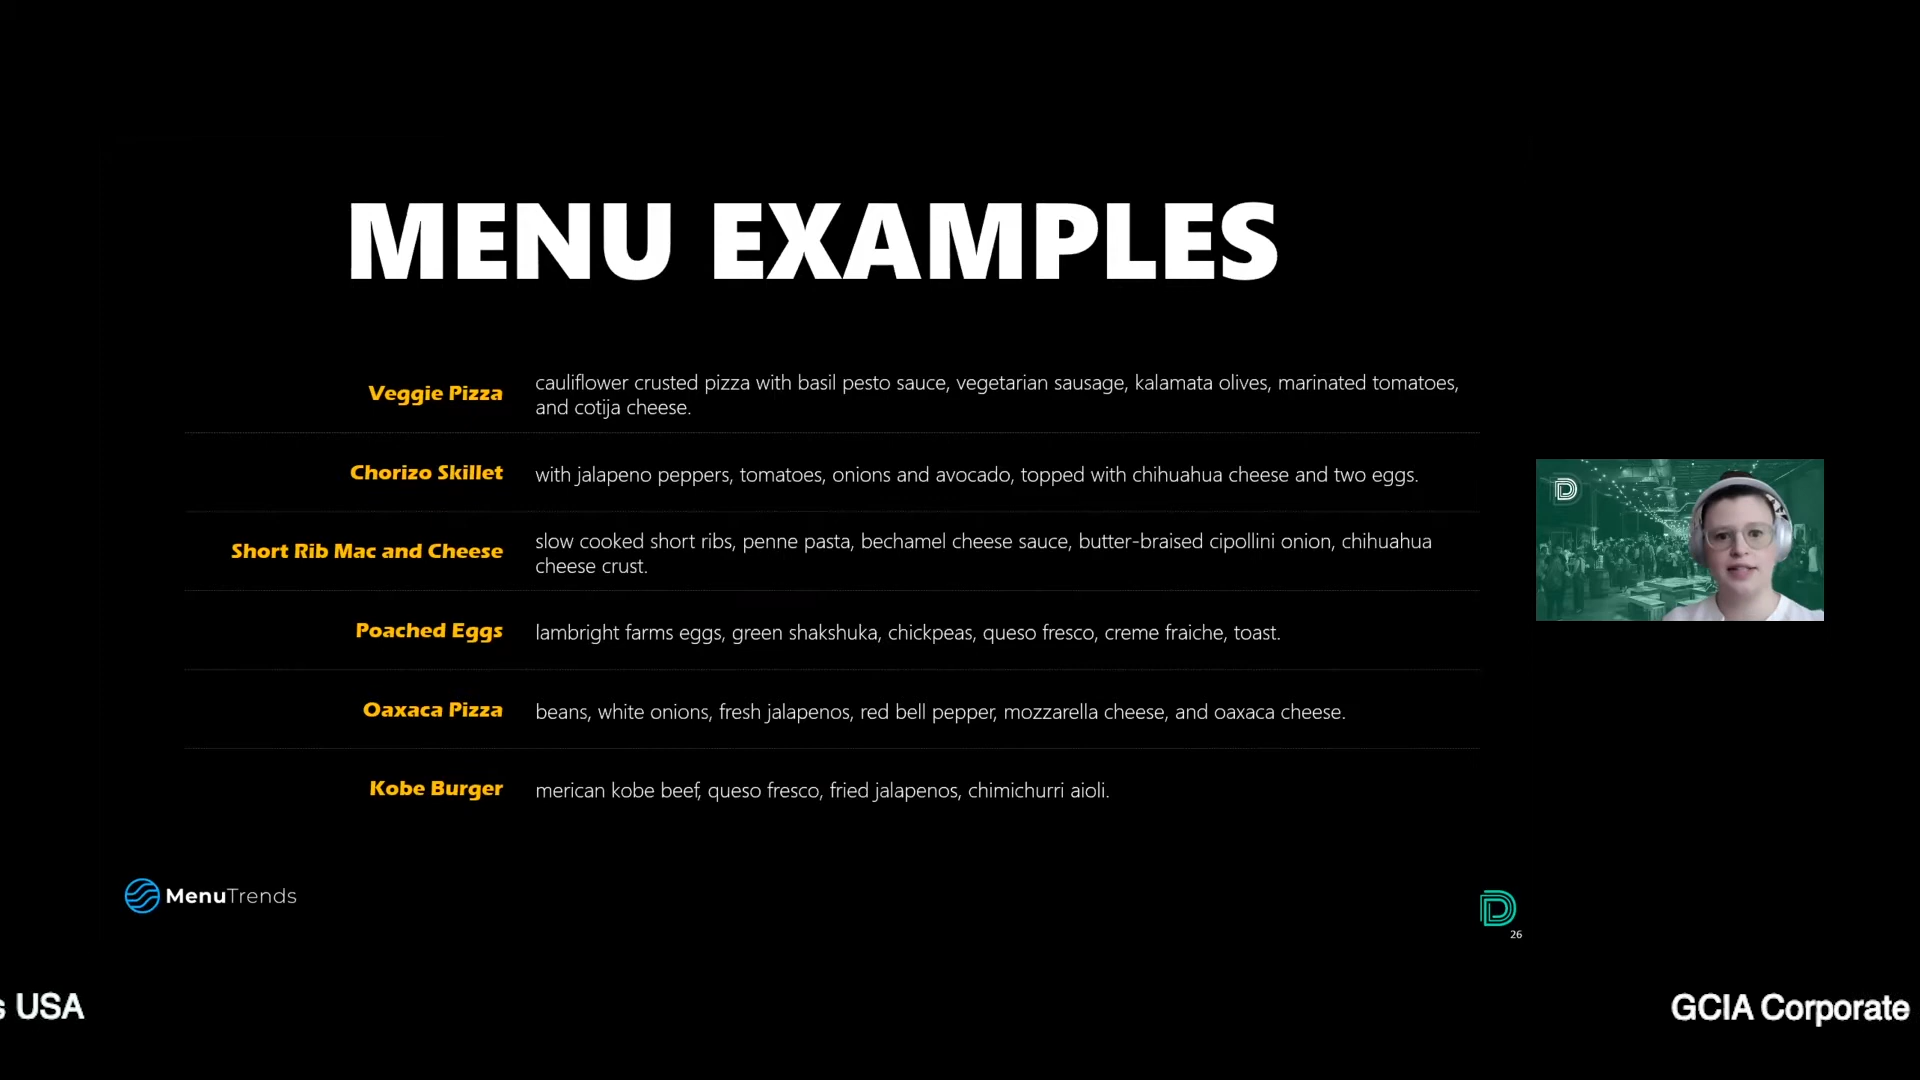 MENU EXAMPLES
Veggie Pizza
cauliflower crusted pizza with basil pesto sauce, vegetarian sausage, kalamata olives, marinated tomatoes,
and cotija cheese.
Chorizo Skillet
with jalapeno peppers, tomatoes, onions and avocado, topped with chihuahua cheese and two eggs.
Short Rib Mac and Cheese
slow cooked short ribs, penne pasta, bechamel cheese sauce, butter-braised cipollini onion, chihuahua
cheese crust.
Poached Eggs
lambright farms eggs, green shakshuka, chickpeas, queso fresco, creme fraiche, toast.
Oaxaca Pizza
beans, white onions, fresh jalapenos, red bell pepper, mozzarella cheese, and oaxaca cheese.
Kobe Burger
merican kobe beef, queso fresco, fried jalapenos, chimichurri aioli.
MenuTrends
D
D
26
s USA
GCIA Corporate